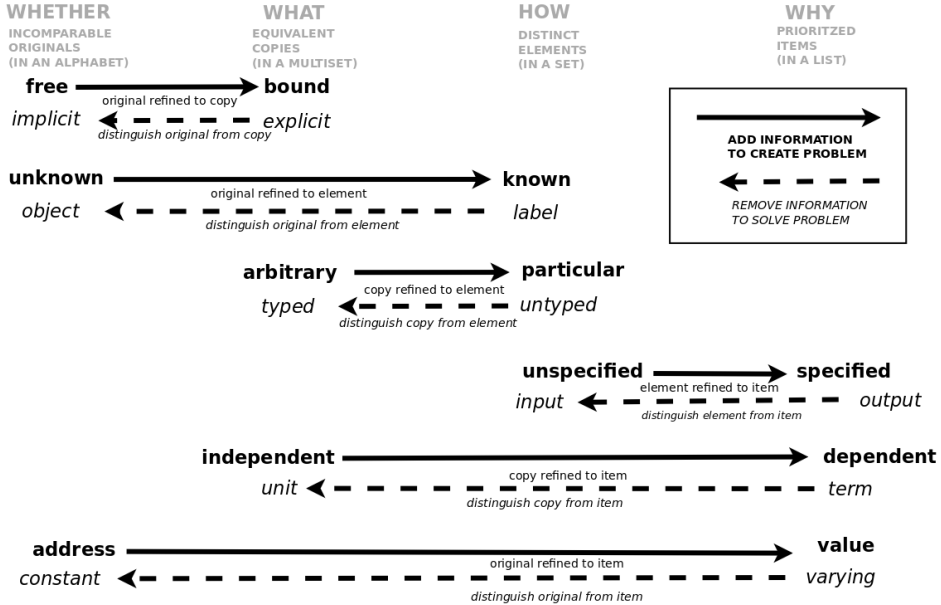 WHETHER
INCOMPARABLE
ORIGINALS
(IN AN ALPHABET)
WHAT
EQUIVALENT
COPIES
(IN A MULTISET)
HOW
DISTINCT
ELEMENTS
(IN A SET)
WHY
PRIORITZED
ITEMS
(IN A LIST)
free
bound
original refined to copy
implicit
explicit
distinguish original from copy
ADD INFORMATION
TO CREATE PROBLEM
REMOVE INFORMATION
TO SOLVE PROBLEM
unknown
known
original refined to element
object
label
distinguish original from element
arbitrary
particular
copy refined to element
typed
untyped
distinguish copy from element
unspecified
specified
element refined to item
input
output
distinguish element from item
independent
dependent
copy refined to item
unit
term
distinguish copy from item
address
value
original refined to item
constant
varying
distinguish original from item